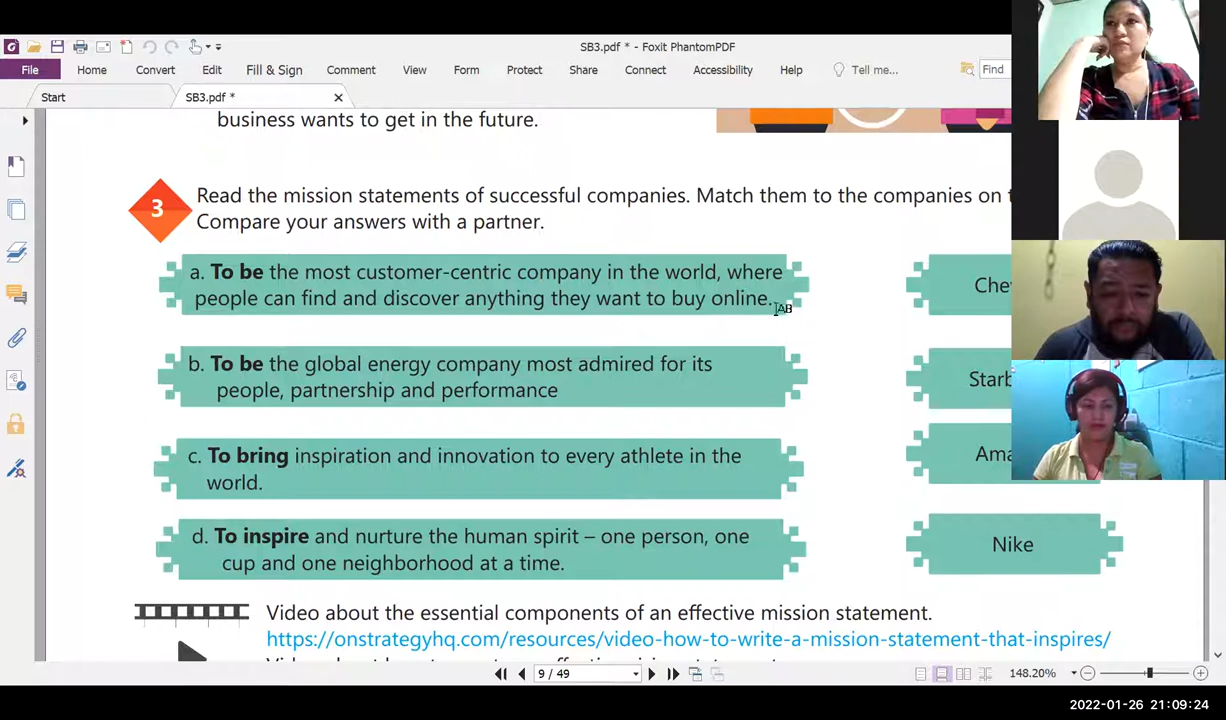 SB3.pdf * - Foxit PhantomPDF
File Home Convert Edit Fill & Sign Comment View Form Protect Share Connect Accessibility Help Tell me... Find
Start SB3.pdf *
business wants to get in the future.
3
Read the mission statements of successful companies. Match them to the companies on t
Compare your answers with a partner.
a. To be the most customer-centric company in the world, where
people can find and discover anything they want to buy online.
Che
b. To be the global energy company most admired for its
people, partnership and performance
Starb
c. To bring inspiration and innovation to every athlete in the
world.
Ama
d. To inspire and nurture the human spirit – one person, one
cup and one neighborhood at a time.
Nike
Video about the essential components of an effective mission statement.
https://onstrategyhq.com/resources/video-how-to-write-a-mission-statement-that-inspires/
9 / 49
148.20%
2022-01-26 21:09:24